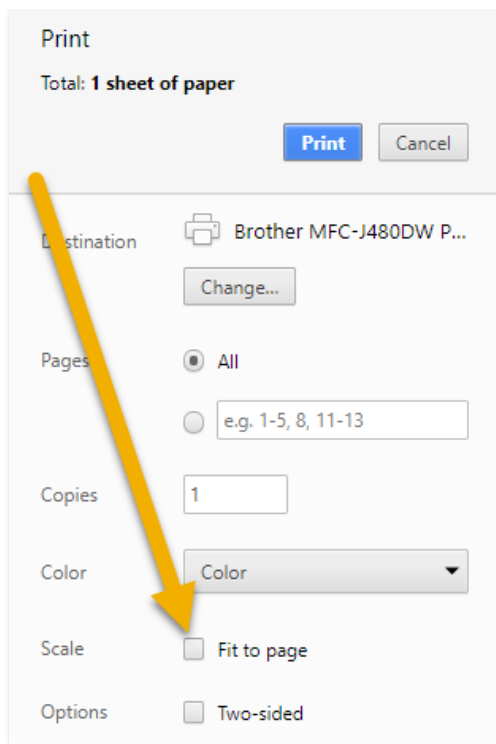 Print
Total: 1 sheet of paper
Print Cancel
Destination Brother MFC-J480DW P...
Change...
Pages All
e.g. 1-5, 8, 11-13
Copies 1
Color Color
Scale Fit to page
Options Two-sided